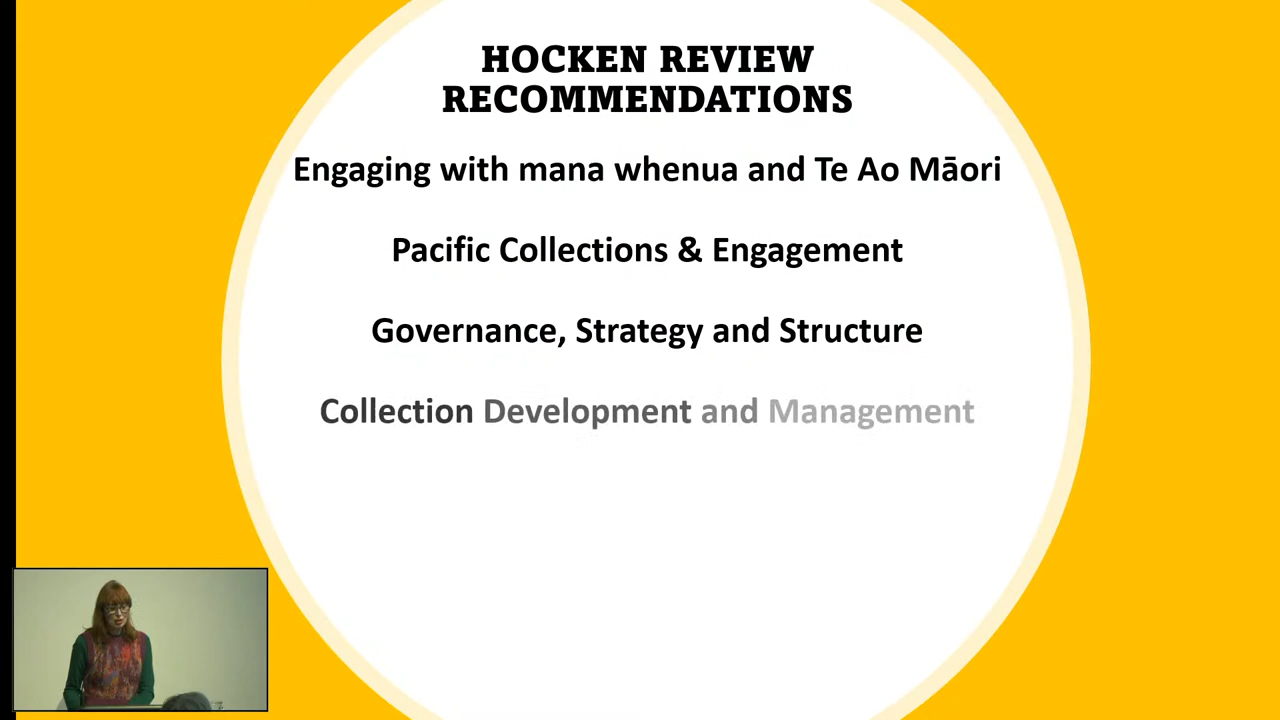 HOCKEN REVIEW
RECOMMENDATIONS
Engaging with mana whenua and Te Ao Māori
Pacific Collections & Engagement
Governance, Strategy and Structure
Collection Development and Management